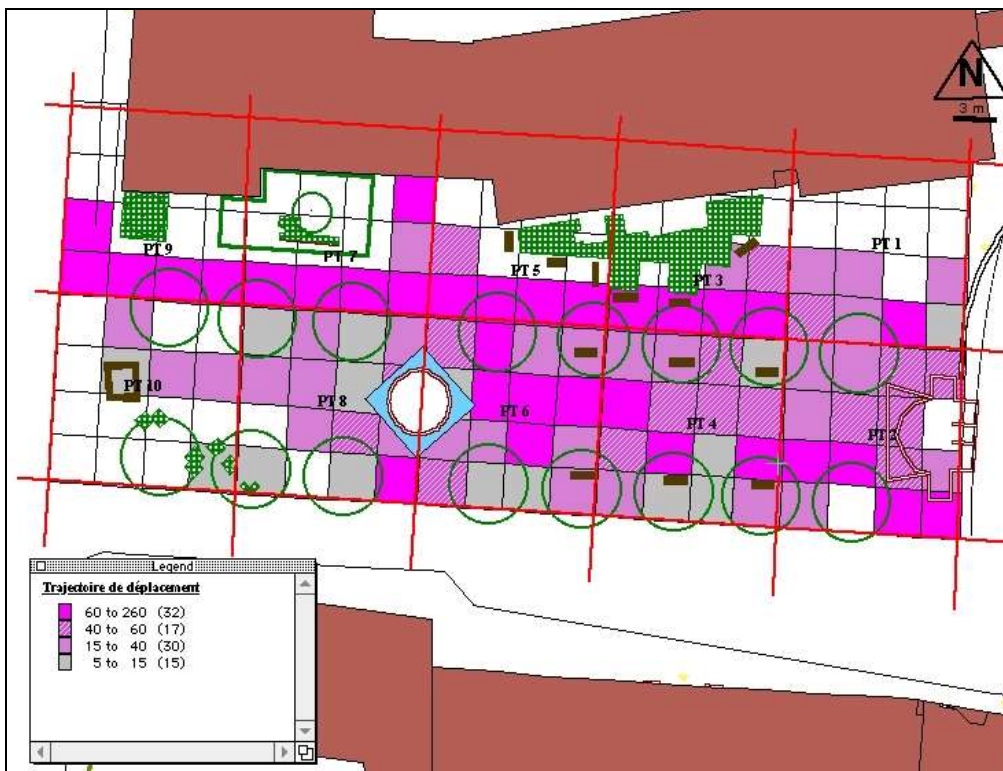 N
3 m
PT 1
PT 9
PT 7
PT 5
PT 3
PT 10
PT 8
PT 6
PT 4
PT 2
Legend
Trajectoire de déplacement
60 to 260 (32)
40 to 60 (17)
15 to 40 (30)
5 to 15 (15)